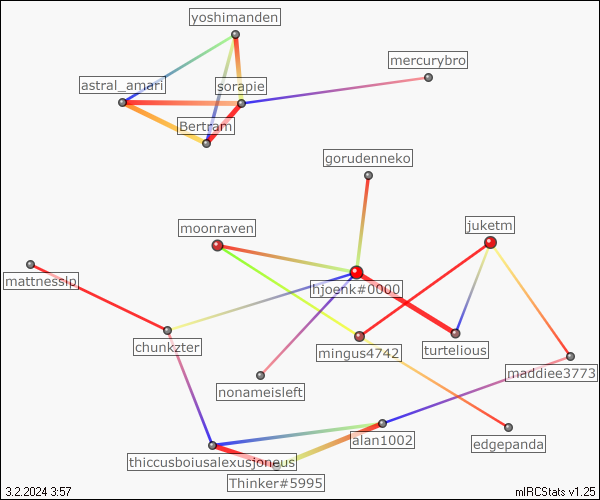 yoshimanden
mercurybro
astral_amari
sorapie
Bertram
gorudenneko
moonraven
juketm
mattnesslp
hjoenk#0000
chunkzter
mingus4742
turtelious
maddiee3773
nonameisleft
alan1002
edgepanda
thiccusboiusalexusjoneus
Thinker#5995
3.2.2024 3:57
mIRCStats v1.25